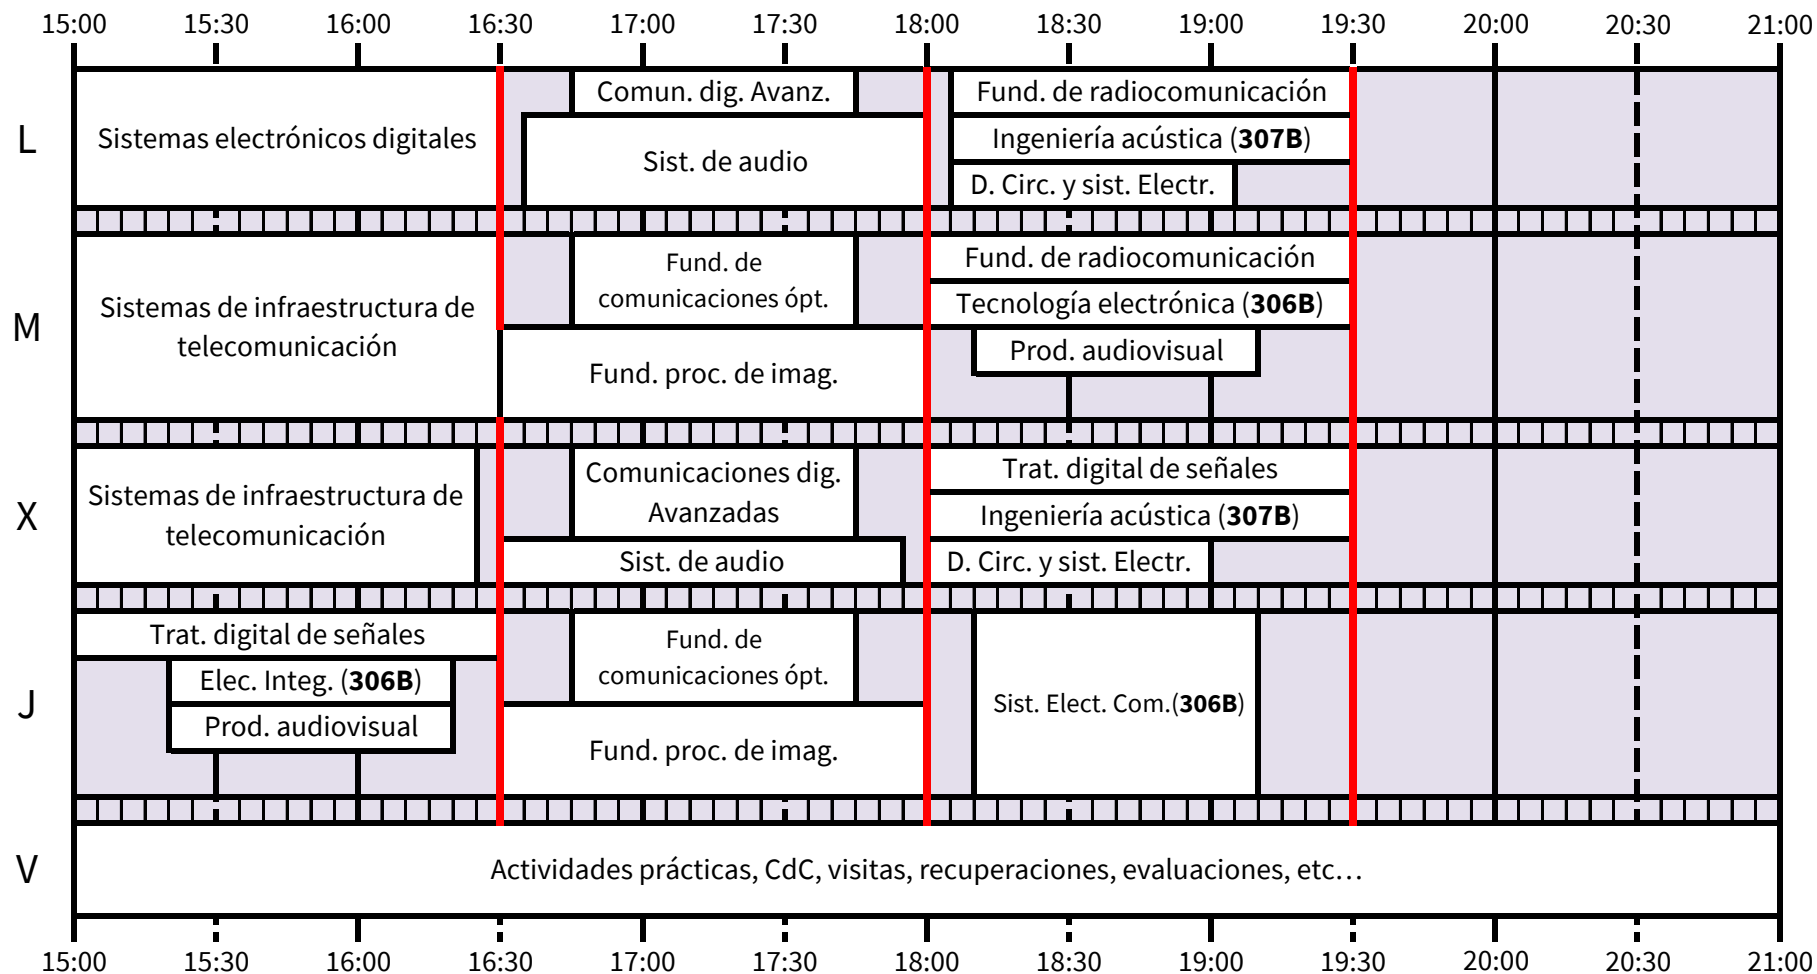 15:00 15:30 16:00 16:30 17:00 17:30 18:00 18:30 19:00 19:30 20:00 20:30 21:00
L
Sistemas electrónicos digitales
Comun. dig. Avanz.
Sist. de audio
Fund. de radiocomunicación
Ingeniería acústica (307B)
D. Circ. y sist. Electr.
M
Sistemas de infraestructura de
telecomunicación
Fund. de
comunicaciones ópt.
Fund. proc. de imag.
Fund. de radiocomunicación
Tecnología electrónica (306B)
Prod. audiovisual
X
Sistemas de infraestructura de
telecomunicación
Comunicaciones dig.
Avanzadas
Sist. de audio
Trat. digital de señales
Ingeniería acústica (307B)
D. Circ. y sist. Electr.
J
Trat. digital de señales
Elec. Integ. (306B)
Prod. audiovisual
Fund. de
comunicaciones ópt.
Fund. proc. de imag.
Sist. Elect. Com.(306B)
V
Actividades prácticas, CdC, visitas, recuperaciones, evaluaciones, etc…
15:00 15:30 16:00 16:30 17:00 17:30 18:00 18:30 19:00 19:30 20:00 20:30 21:00